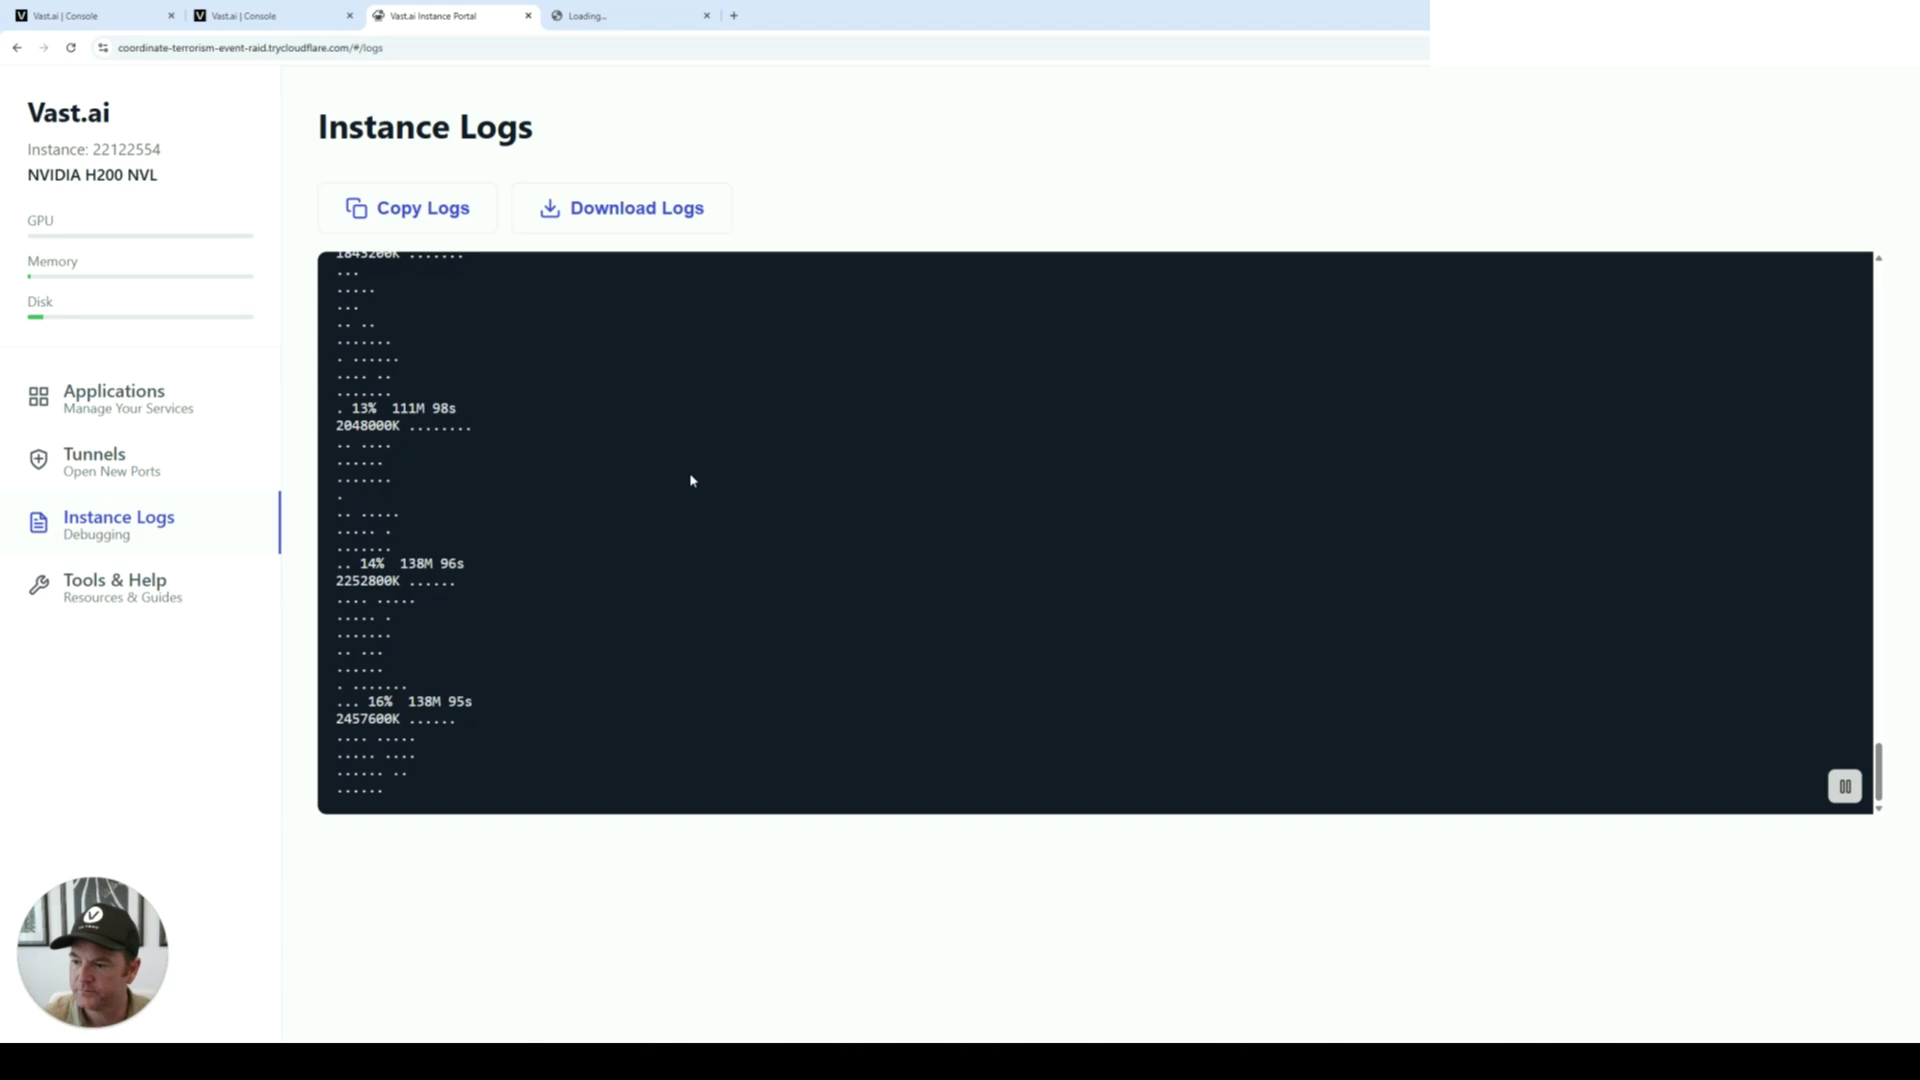 Vast.ai | Console
Vast.ai | Console
Vast.ai Instance Portal
Loading...
coordinate-terrorism-event-raid.trycloudflare.com/#/logs
Vast.ai
Instance: 22122554
NVIDIA H200 NVL
GPU
Memory
Disk
Applications
Manage Your Services
Tunnels
Open New Ports
Instance Logs
Debugging
Tools & Help
Resources & Guides
Instance Logs
Copy Logs
Download Logs
1843200K .......
...
.....
...
.. ..
.......
. ......
.... ..
.......
. 13% 111M 98s
2048000K ........
.. ....
......
.......
.
.. .....
..... .
.......
.. 14% 138M 96s
2252800K ......
.... .....
..... .
.......
.. ...
......
. .......
... 16% 138M 95s
2457600K ......
.... .....
..... ....
...... ..
......